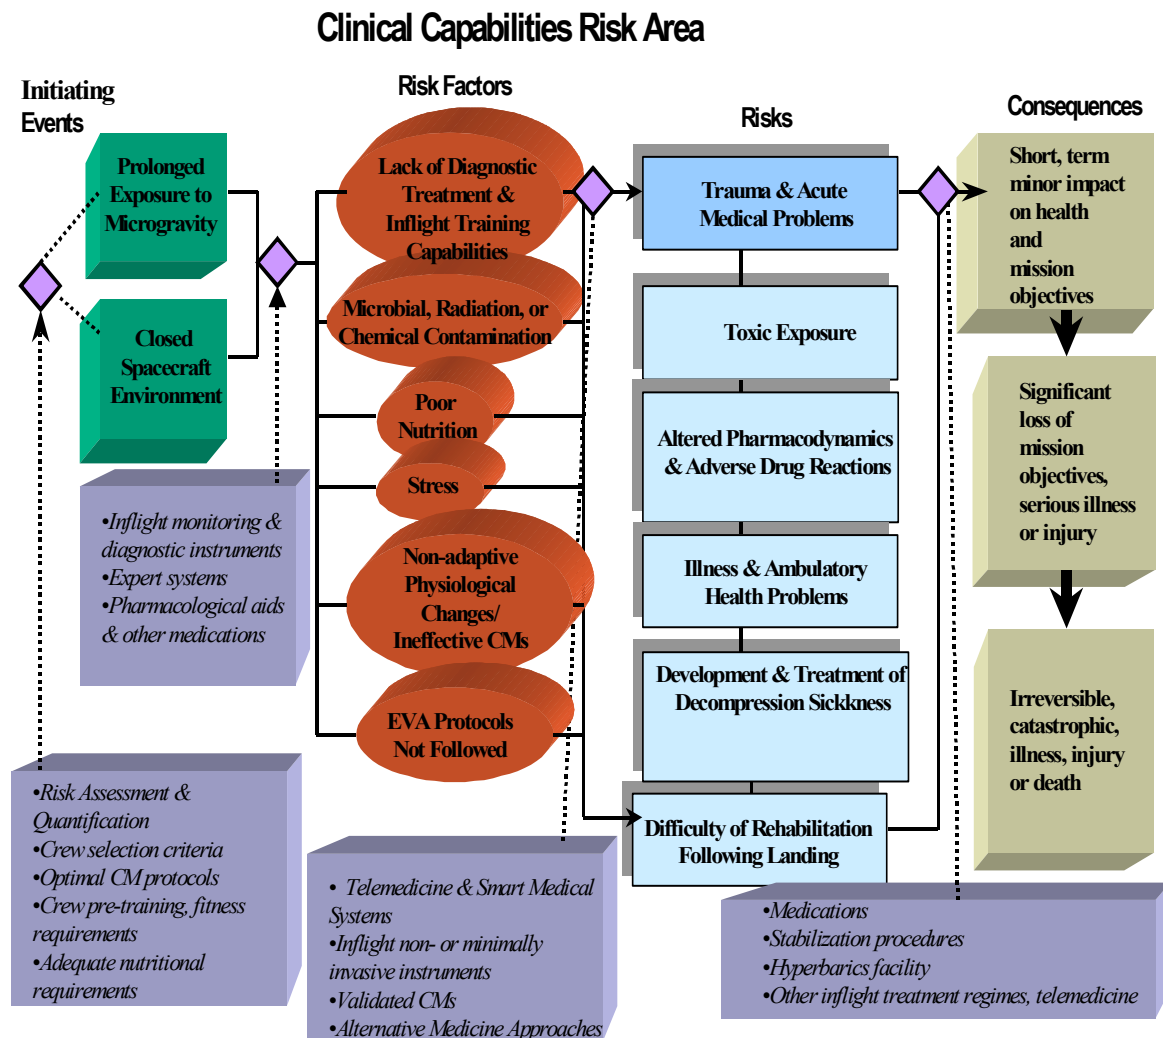 Clinical Capabilities Risk Area
Initiating
Events
Prolonged
Exposure to
Microgravity
Closed
Spacecraft
Environment
•Inflight monitoring &
diagnostic instruments
•Expert systems
•Pharmacological aids
& other medications
•Risk Assessment &
Quantification
•Crew selection criteria
•Optimal CM protocols
•Crew pre-training, fitness
requirements
•Adequate nutritional
requirements
Risk Factors
Lack of Diagnostic
Treatment &
Inflight Training
Capabilities
Microbial, Radiation, or
Chemical Contamination
Poor
Nutrition
Stress
Non-adaptive
Physiological
Changes/
Ineffective CMs
EVA Protocols
Not Followed
• Telemedicine & Smart Medical
Systems
•Inflight non- or minimally
invasive instruments
•Validated CMs
•Alternative Medicine Approaches
Risks
Trauma & Acute
Medical Problems
Toxic Exposure
Altered Pharmacodynamics
& Adverse Drug Reactions
Illness & Ambulatory
Health Problems
Development & Treatment of
Decompression Sickkness
Difficulty of Rehabilitation
Following Landing
•Medications
•Stabilization procedures
•Hyperbarics facility
•Other inflight treatment regimes, telemedicine
Consequences
Short, term
minor impact
on health
and
mission
objectives
Significant
loss of
mission
objectives,
serious illness
or injury
Irreversible,
catastrophic,
illness, injury
or death